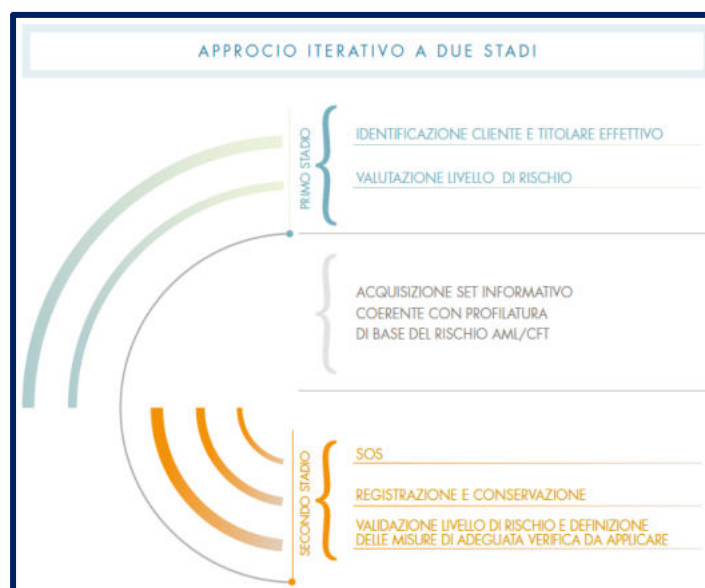 APPROCIO ITERATIVO A DUE STADI
PRIMO STADIO
IDENTIFICAZIONE CLIENTE E TITOLARE EFFETTIVO
VALUTAZIONE LIVELLO DI RISCHIO
ACQUISIZIONE SET INFORMATIVO
COERENTE CON PROFILATURA
DI BASE DEL RISCHIO AML/CFT
SECONDO STADIO
SOS
REGISTRAZIONE E CONSERVAZIONE
VALIDAZIONE LIVELLO DI RISCHIO E DEFINIZIONE
DELLE MISURE DI ADEGUATA VERIFICA DA APPLICARE